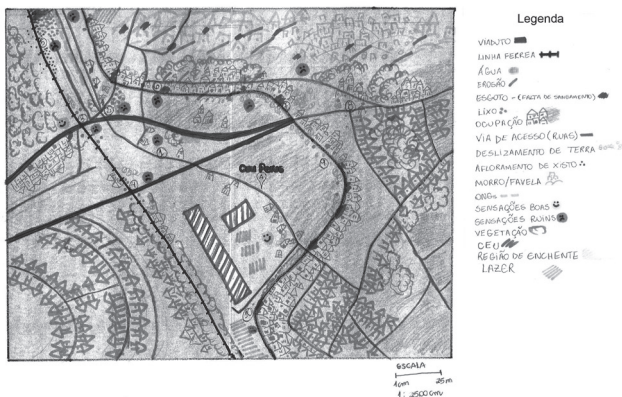 Legenda
VIADUTO
LINHA FERREA
ÁGUA
EROSÃO
ESGOTO - (FALTA DE SANEAMENTO)
LIXO
OCUPAÇÃO
VIA DE ACESSO (RUAS)
DESLIZAMENTO DE TERRA
AFLORAMENTO DE XISTO
MORRO/FAVELA
ONGs
SENSAÇÕES BOAS
SENSAÇÕES RUINS
VEGETAÇÃO
CEU
REGIÃO DE ENCHENTE
LAZER
ESCALA
1cm 25m
1: 2500 cm